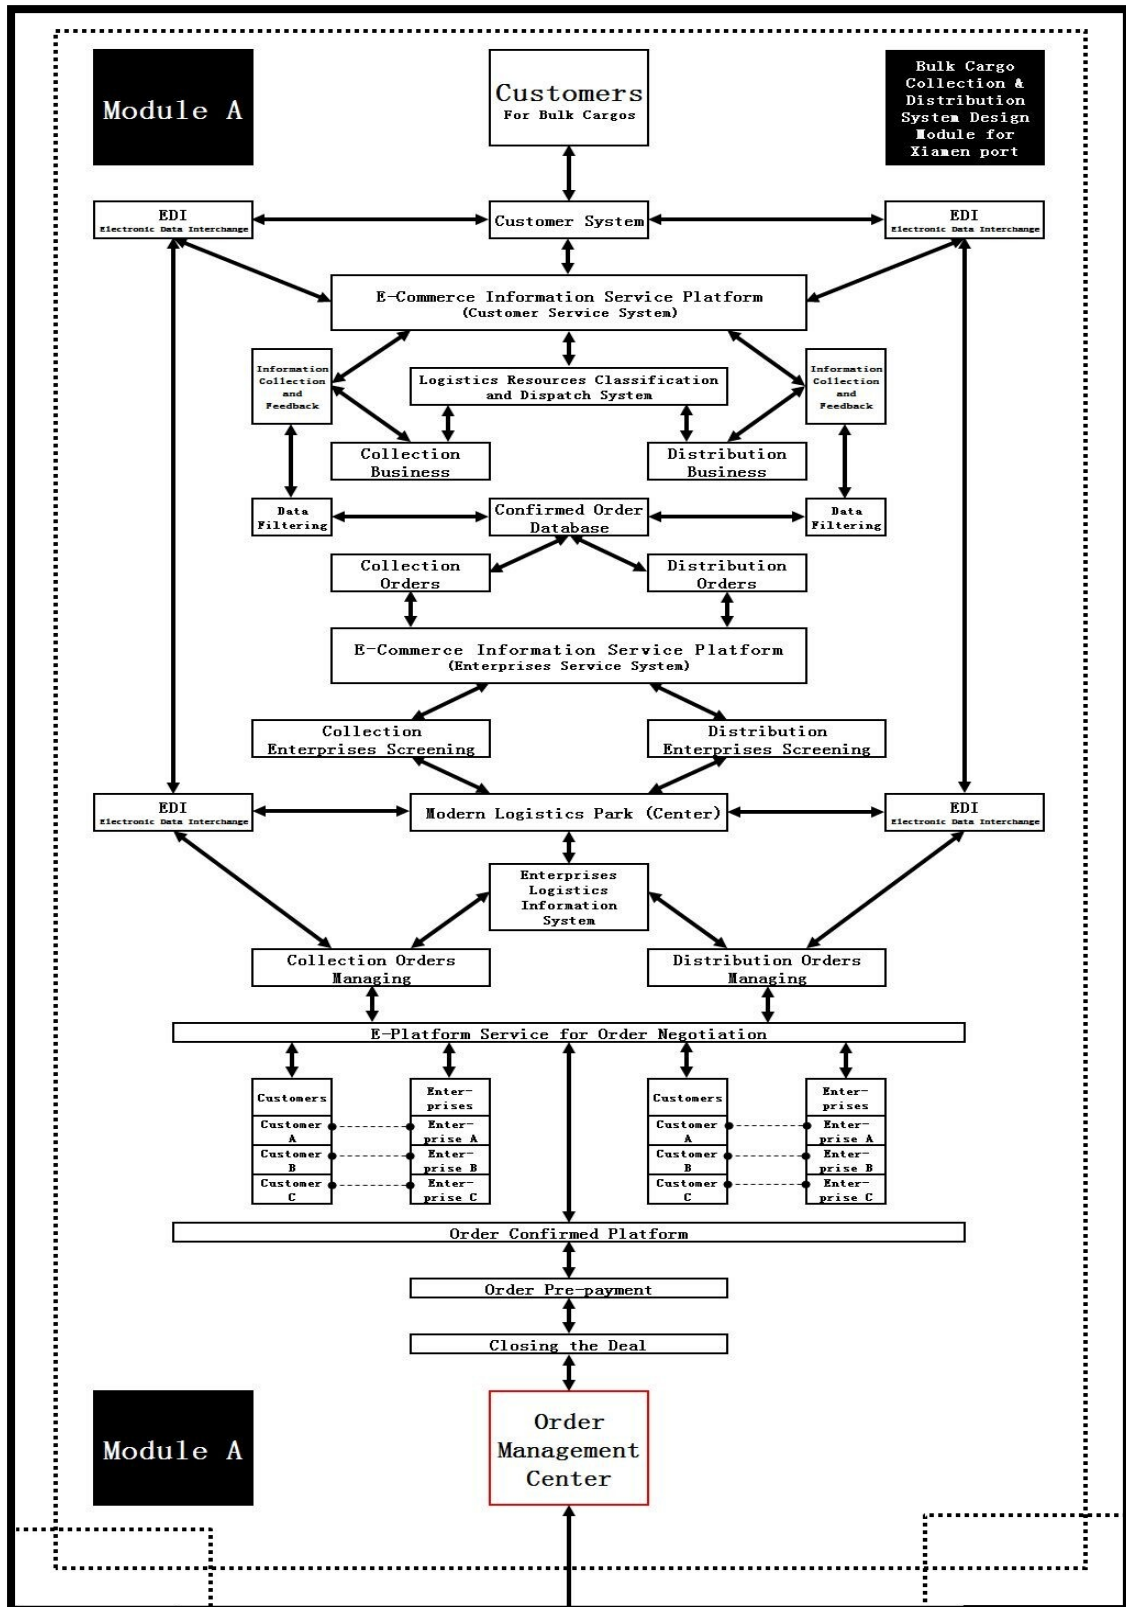 Module A
Customers
For Bulk Cargos
Bulk Cargo
Collection &
Distribution
System Design
Module for
Xiamen port
EDI
Electronic Data Interchange
Customer System
EDI
Electronic Data Interchange
E-Commerce Information Service Platform
(Customer Service System)
Information
Collection
and
Feedback
Logistics Resources Classification
and Dispatch System
Information
Collection
and
Feedback
Collection
Business
Distribution
Business
Data
Filtering
Confirmed Order
Database
Data
Filtering
Collection
Orders
Distribution
Orders
E-Commerce Information Service Platform
(Enterprises Service System)
Collection
Enterprises Screening
Distribution
Enterprises Screening
EDI
Electronic Data Interchange
Modern Logistics Park (Center)
EDI
Electronic Data Interchange
Enterprises
Logistics
Information
System
Collection Orders
Managing
Distribution Orders
Managing
E-Platform Service for Order Negotiation
Customers
Enter-
prises
Customer
A
Enter-
prise A
Customer
B
Enter-
prise B
Customer
C
Enter-
prise C
Customers
Enter-
prises
Customer
A
Enter-
prise A
Customer
B
Enter-
prise B
Customer
C
Enter-
prise C
Order Confirmed Platform
Order Pre-payment
Closing the Deal
Module A
Order
Management
Center